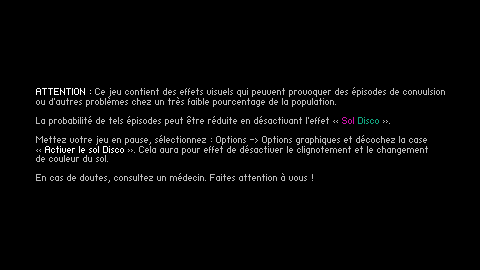 ATTENTION : Ce jeu contient des effets visuels qui peuvent provoquer des épisodes de convulsion
ou d'autres problèmes chez un très faible pourcentage de la population.
La probabilité de tels épisodes peut être réduite en désactivant l'effet « Sol Disco ».
Mettez votre jeu en pause, sélectionnez : Options -> Options graphiques et décochez la case
« Activer le sol Disco ». Cela aura pour effet de désactiver le clignotement et le changement
de couleur du sol.
En cas de doutes, consultez un médecin. Faites attention à vous !